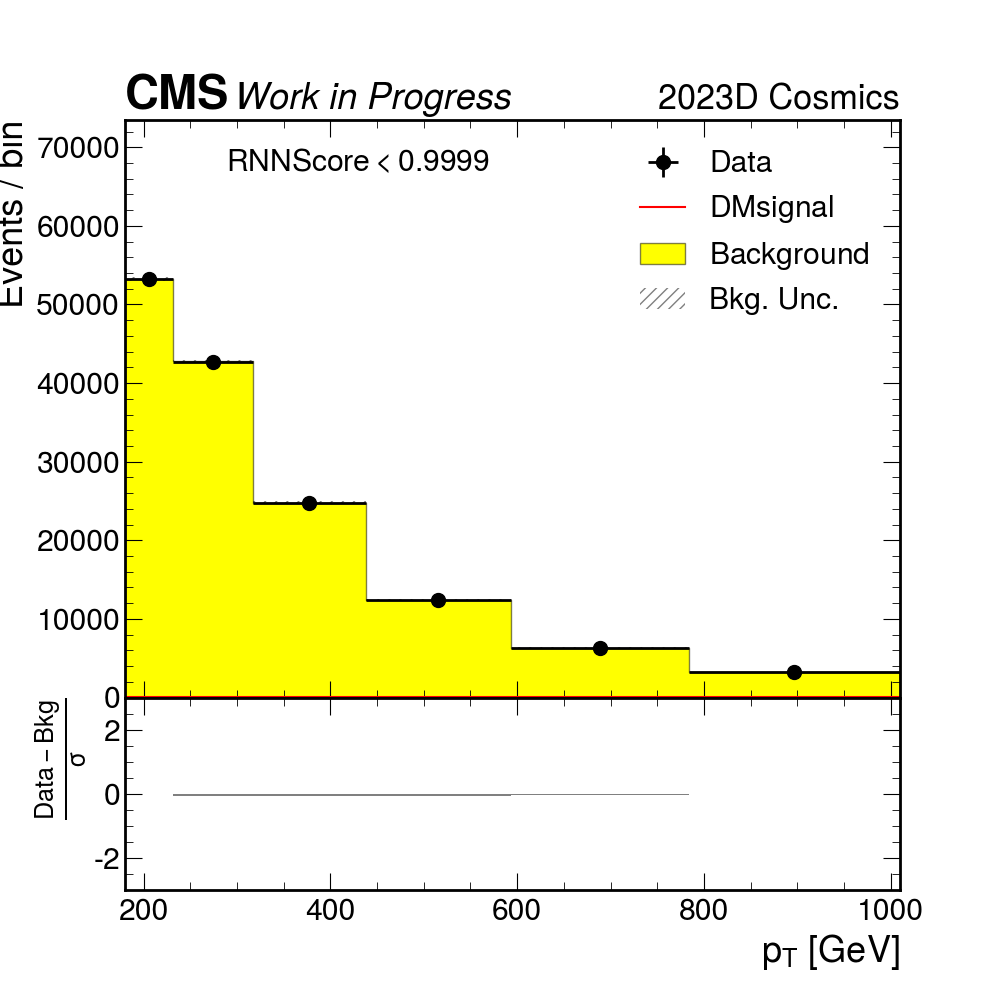 CMS Work in Progress 2023D Cosmics
Events / bin
70000
60000
50000
40000
30000
20000
10000
0
RNNScore < 0.9999
Data
DMsignal
Background
Bkg. Unc.
Data − Bkg
σ
2
0
-2
200 400 600 800 1000
pT [GeV]